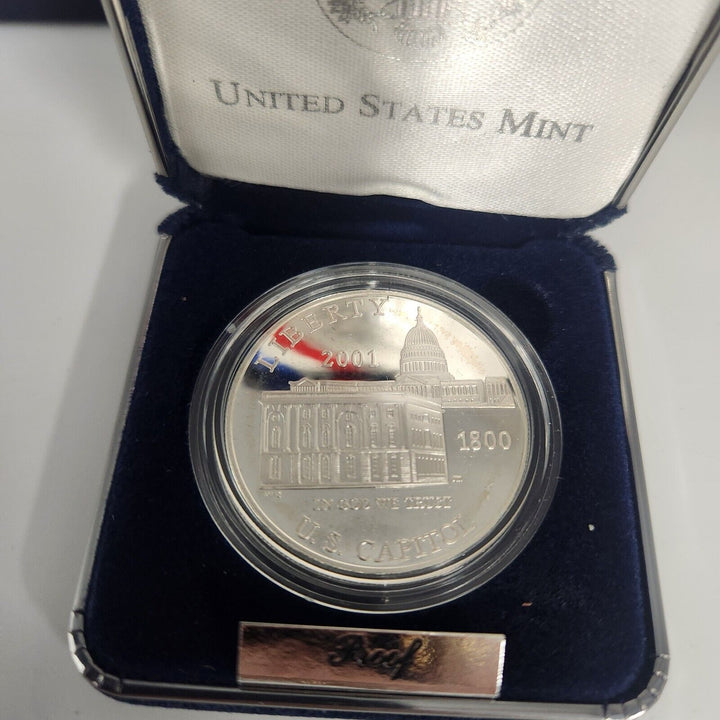 UNITED STATES MINT
LIBERTY
2001
1800
IN GOD WE TRUST
U.S. CAPITOL
Proof